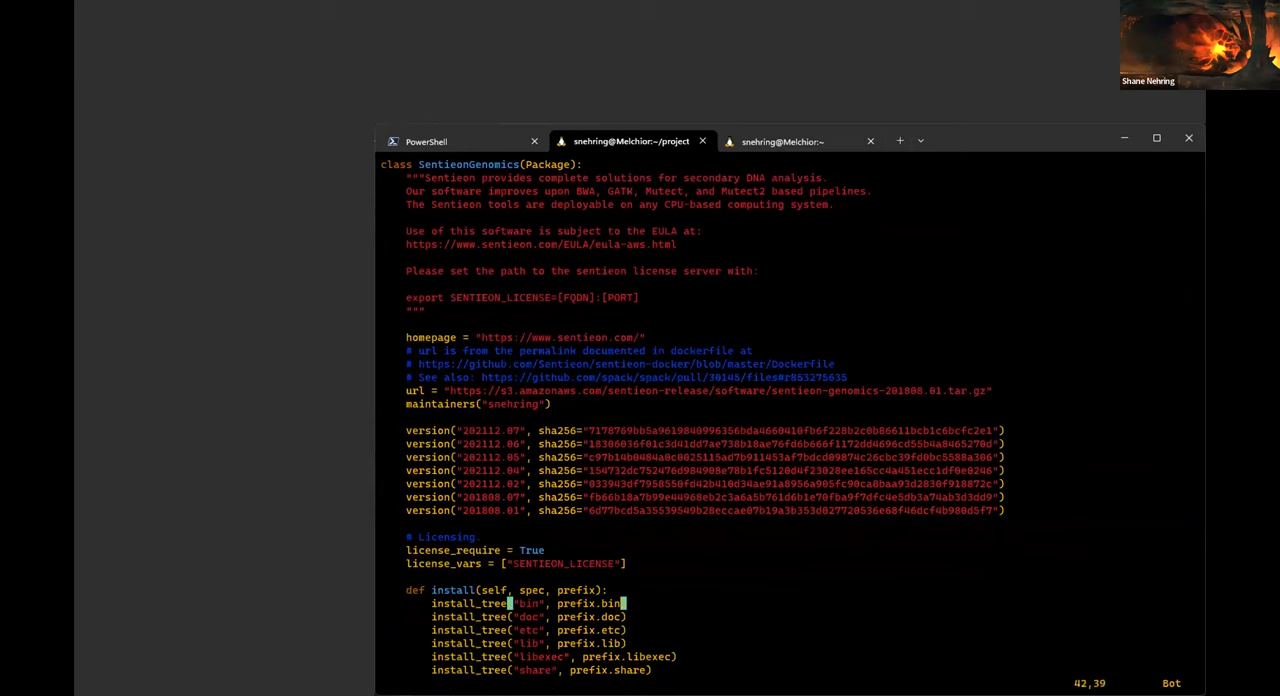 Shane Nehring
PowerShell
snehring@Melchior:~/project
snehring@Melchior:~
class SentieonGenomics(Package):
"""Sentieon provides complete solutions for secondary DNA analysis.
Our software improves upon BWA, GATK, Mutect, and Mutect2 based pipelines.
The Sentieon tools are deployable on any CPU-based computing system.
Use of this software is subject to the EULA at:
https://www.sentieon.com/EULA/eula-aws.html
Please set the path to the sentieon license server with:
export SENTIEON_LICENSE=[FQDN]:[PORT]
"""
homepage = "https://www.sentieon.com/"
# url is from the permalink documented in dockerfile at
# https://github.com/Sentieon/sentieon-docker/blob/master/Dockerfile
# See also: https://github.com/spack/spack/pull/30145/files#r853275635
url = "https://s3.amazonaws.com/sentieon-release/software/sentieon-genomics-201808.01.tar.gz"
maintainers("snehring")
version("202112.07", sha256="7178769bb5a9619840996356bda4660410fb6f228b2c0b86611bcb1c6bcfc2e1")
version("202112.06", sha256="18306036f01c3d41dd7ae738b18ae76fd6b666f1172dd4696cd55b4a8465270d")
version("202112.05", sha256="c97b14b0484a0c0025115ad7b911453af7bdcd09874c26cbc39fd0bc5588a306")
version("202112.04", sha256="154732dc752476d984908e78b1fc5120d4f23028ee165cc4a451ecc1df0e0246")
version("202112.02", sha256="033943df7958550fd42b410d34ae91a8956a905fc90ca8baa93d2830f918872c")
version("201808.07", sha256="fb66b18a7b99e44968eb2c3a6a5b761d6b1e70fba9f7dfc4e5db3a74ab3d3dd9")
version("201808.01", sha256="6d77bcd5a35539549b28eccae07b19a3b353d027720536e68f46dcf4b980d5f7")
# Licensing.
license_require = True
license_vars = ["SENTIEON_LICENSE"]
def install(self, spec, prefix):
install_tree("bin", prefix.bin)
install_tree("doc", prefix.doc)
install_tree("etc", prefix.etc)
install_tree("lib", prefix.lib)
install_tree("libexec", prefix.libexec)
install_tree("share", prefix.share)
42,39 Bot